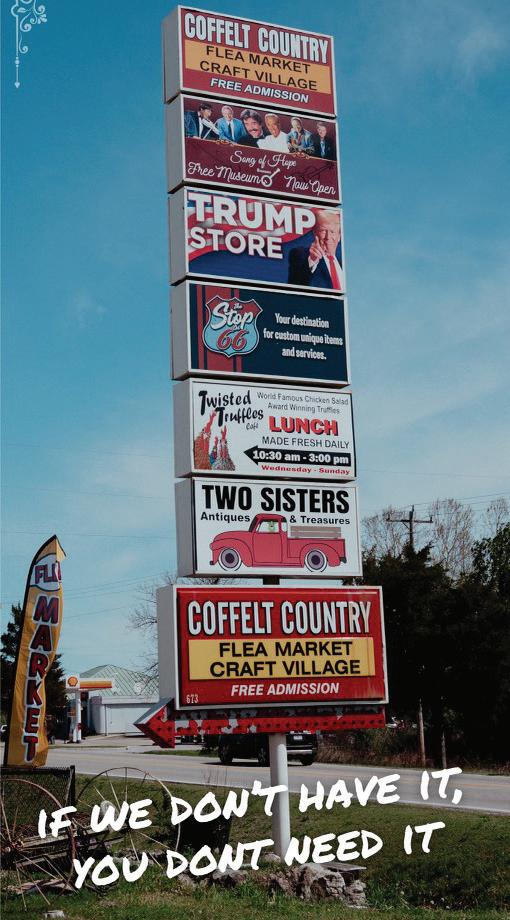 COFFELT COUNTRY
FLEA MARKET
CRAFT VILLAGE
FREE ADMISSION
Song of Hope
Free Museum Now Open
TRUMP
STORE
The
Stop
on
66
Your destination
for custom unique items
and services.
Twisted
Truffles
Café
World Famous Chicken Salad
Award Winning Truffles
LUNCH
MADE FRESH DAILY
10:30 am - 3:00 pm
Wednesday - Sunday
TWO SISTERS
Antiques & Treasures
COFFELT COUNTRY
FLEA MARKET
CRAFT VILLAGE
FREE ADMISSION
673
MARKET
IF WE DON'T HAVE IT,
YOU DONT NEED IT